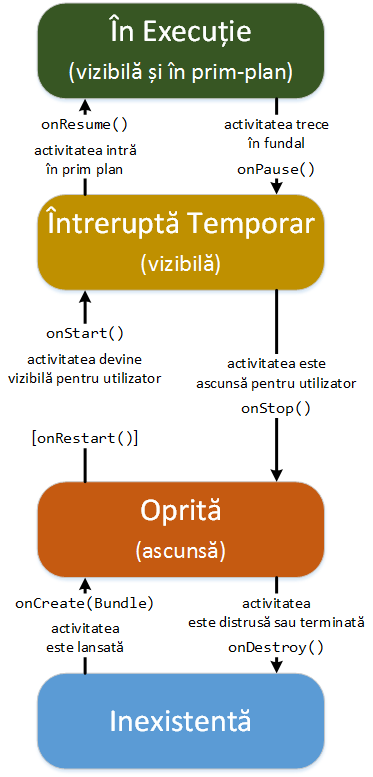 În Execuție
(vizibilă și în prim-plan)
onResume()
activitatea intră
în prim plan
activitatea trece
în fundal
onPause()
Întreruptă Temporar
(vizibilă)
onStart()
activitatea devine
vizibilă pentru utilizator
activitatea este
ascunsă pentru utilizator
onStop()
[onRestart()]
Oprită
(ascunsă)
onCreate(Bundle)
activitatea
este lansată
activitatea
este distrusă sau terminată
onDestroy()
Inexistentă